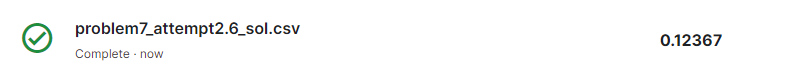 problem7_attempt2.6_sol.csv
0.12367
Complete · now